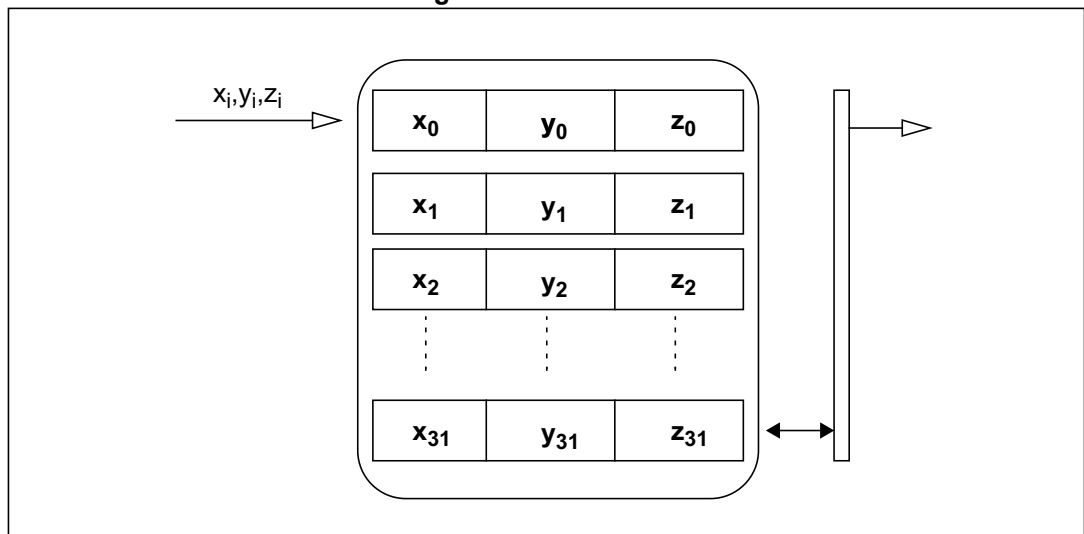 xᵢ,yᵢ,zᵢ
x₀ y₀ z₀
x₁ y₁ z₁
x₂ y₂ z₂
x₃₁ y₃₁ z₃₁